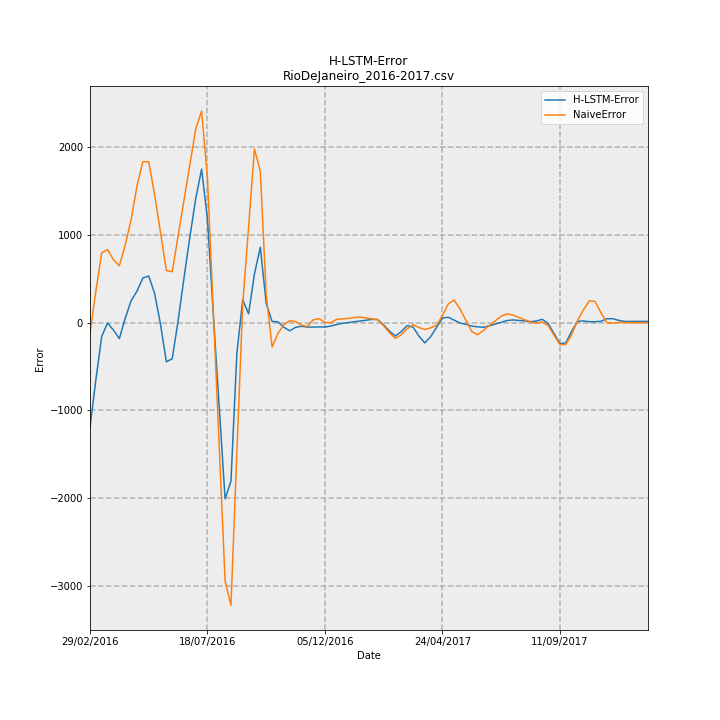 H-LSTM-Error
RioDeJaneiro_2016-2017.csv
H-LSTM-Error
NaiveError
2000
1000
0
−1000
−2000
−3000
Error
29/02/2016 18/07/2016 05/12/2016 24/04/2017 11/09/2017
Date